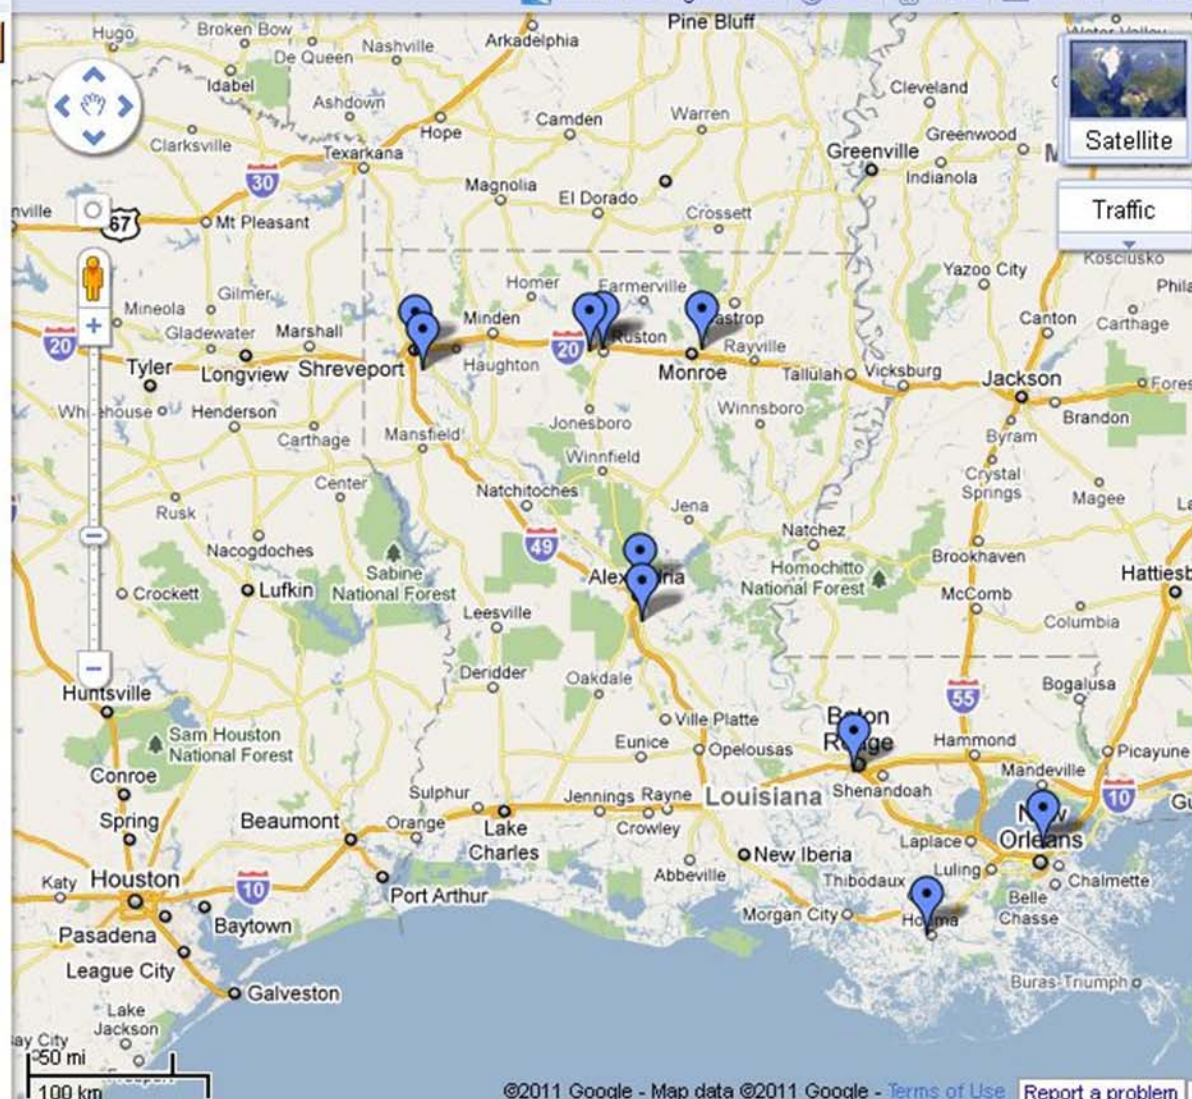 Pine Bluff
Hugo
Broken Bow
De Queen
Nashville
Arkadelphia
Idabel
Ashdown
Hope
Camden
Warren
Cleveland
Greenwood
Clarksville
Texarkana
Greenville
Indianola
Satellite
30
Magnolia
El Dorado
Crossett
Traffic
67
Mt Pleasant
Kosciusko
Yazoo City
Gilmer
Homer
Farmerville
Mineola
Minden
Canton
Carthage
Gladewater
Marshall
Ruston
Rayville
20
20
Haughton
Tyler
Longview
Shreveport
Monroe
Tallulah
Vicksburg
Jackson
Henderson
Winnsboro
Brandon
Jonesboro
Carthage
Mansfield
Byram
Winnfield
Crystal
Springs
Center
Natchitoches
Magee
Rusk
Jena
Natchez
49
Nacogdoches
Brookhaven
Sabine
National Forest
Homochitto
National Forest
Crockett
Lufkin
McComb
Leesville
Columbia
Deridder
Oakdale
Huntsville
55
Bogalusa
Ville Platte
Sam Houston
National Forest
Eunice
Opelousas
Hammond
Picayune
Conroe
Mandeville
Sulphur
Jennings
Rayne
Louisiana
Shenandoah
10
Spring
Beaumont
Orange
Lake
Charles
Crowley
Laplace
Orleans
New Iberia
Houston
Katy
10
Port Arthur
Abbeville
Thibodaux
Luling
Chalmette
Belle
Chasse
Baytown
Morgan City
Pasadena
League City
Galveston
Buras-Triumph
Lake
Jackson
50 mi
100 km
©2011 Google - Map data ©2011 Google - Terms of Use
Report a problem